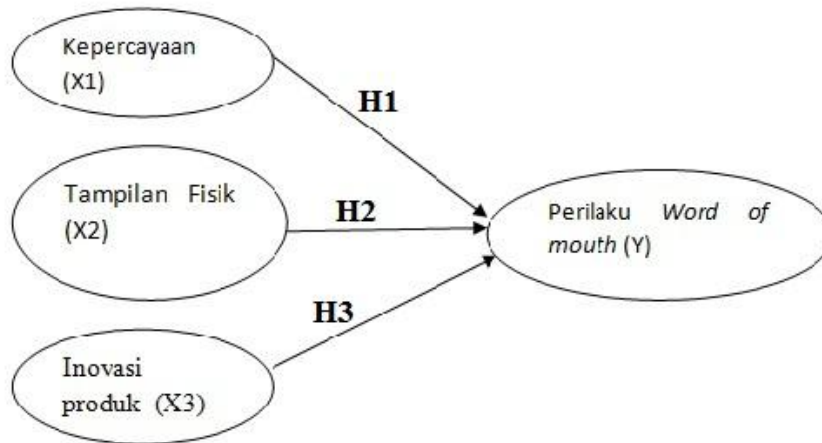 Kepercayaan
(X1)
H1
Tampilan Fisik
(X2)
H2
Perilaku Word of
mouth (Y)
H3
Inovasi
produk (X3)